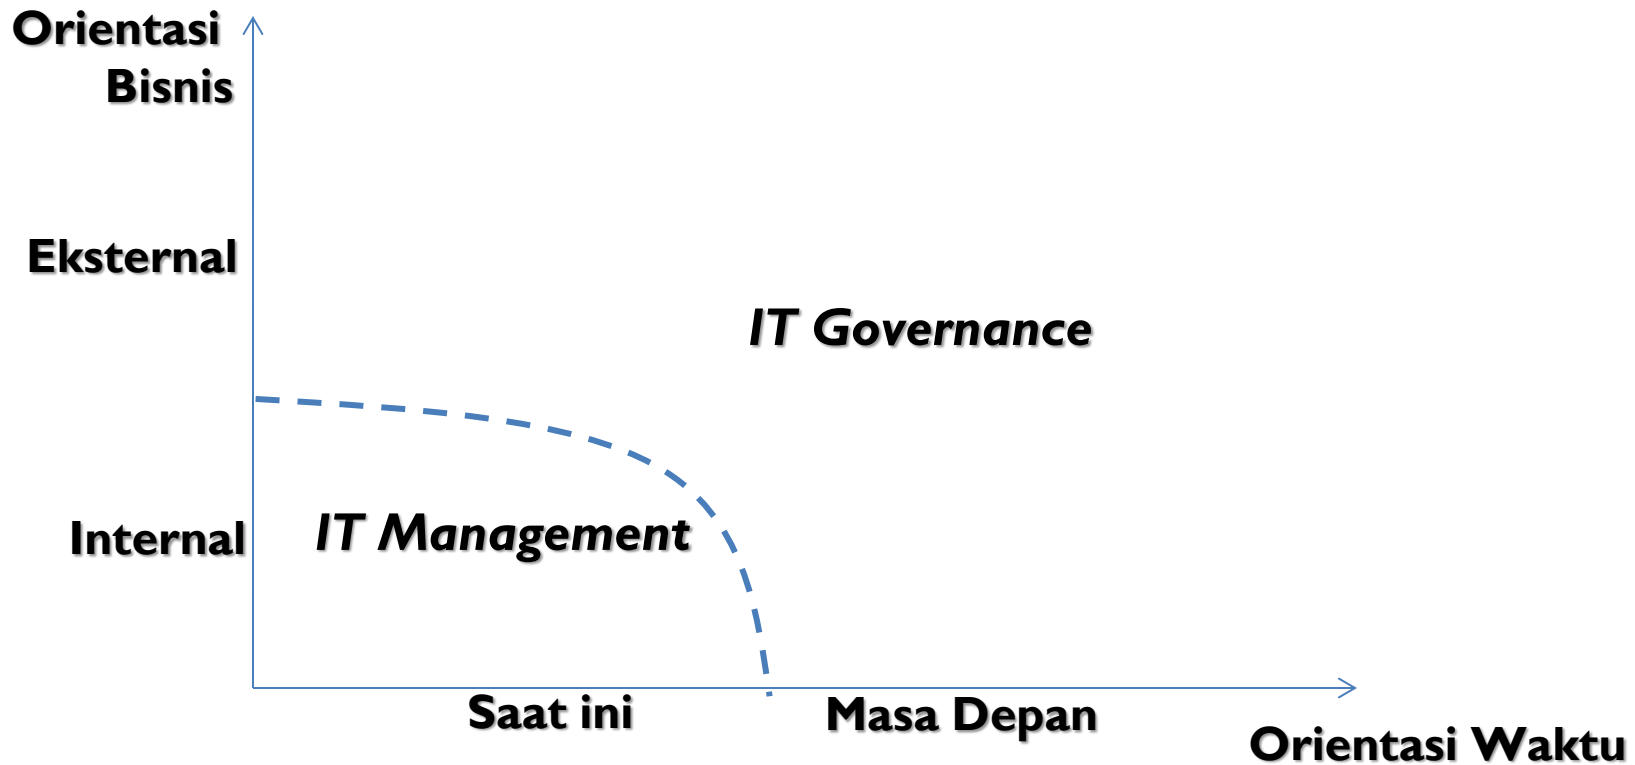 Orientasi
Bisnis
Eksternal
IT Governance
Internal
IT Management
Saat ini
Masa Depan
Orientasi Waktu